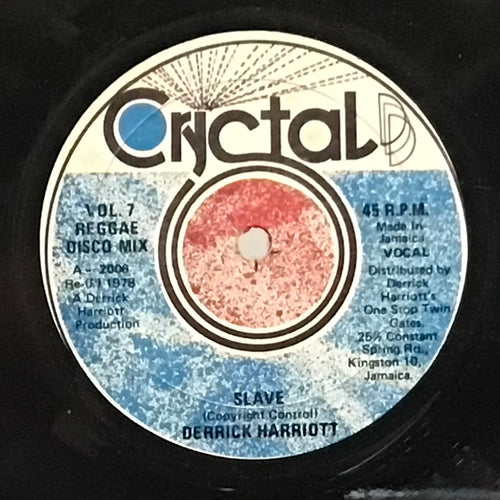 Crystal
VOL. 7
REGGAE
DISCO MIX
A - 2006
Re-(P) 1978
A Derrick
Harriott
Production
45 R.P.M.
Made In
Jamaica
VOCAL
Distributed by
Derrick
Harriott's
One Stop Twin
Gates.
25½ Constant
Spring Rd.,
Kingston 10,
Jamaica.
SLAVE
(Copyright Control)
DERRICK HARRIOTT